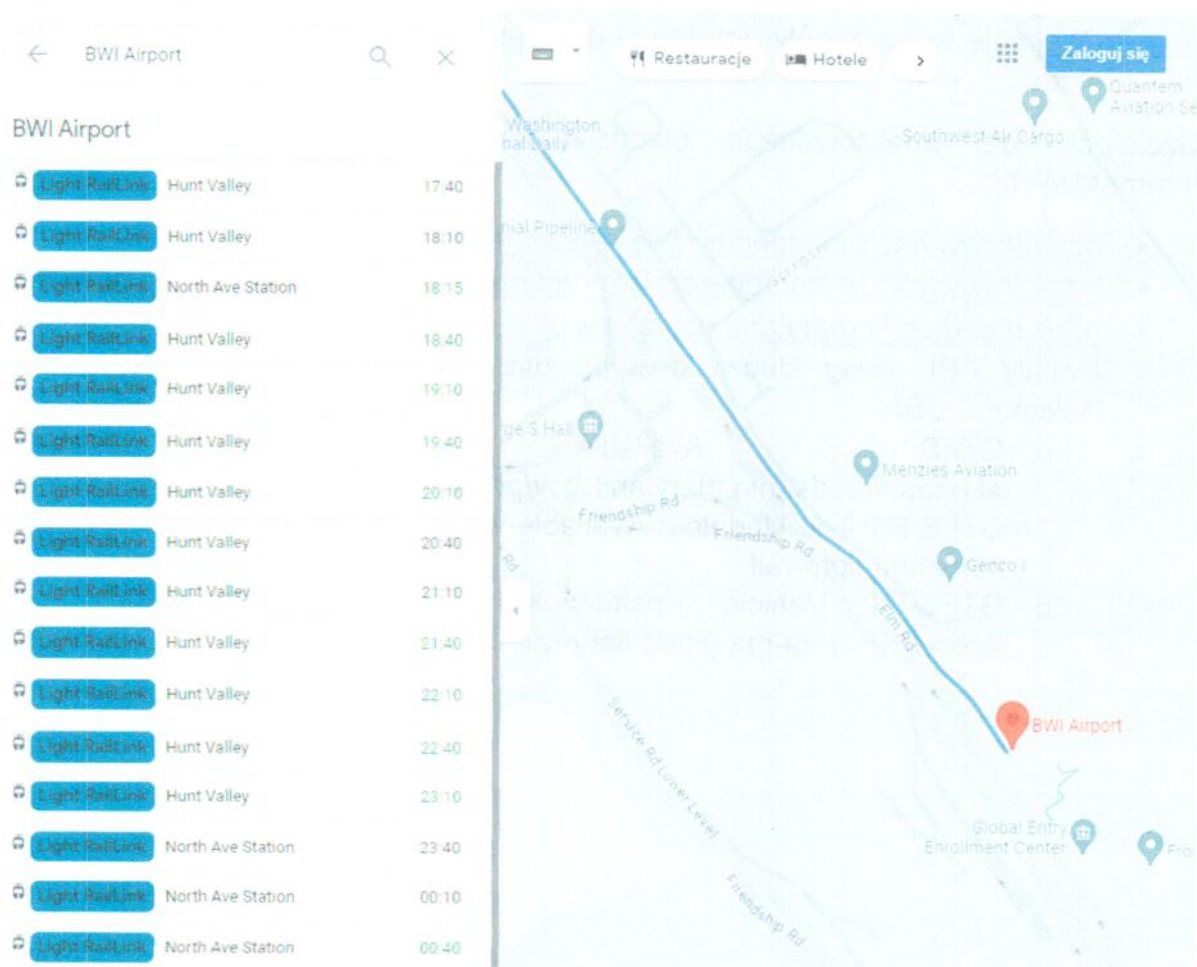 BWI Airport
BWI Airport
Light RailLink Hunt Valley 17:40
Light RailLink Hunt Valley 18:10
Light RailLink North Ave Station 18:15
Light RailLink Hunt Valley 18:40
Light RailLink Hunt Valley 19:10
Light RailLink Hunt Valley 19:40
Light RailLink Hunt Valley 20:10
Light RailLink Hunt Valley 20:40
Light RailLink Hunt Valley 21:10
Light RailLink Hunt Valley 21:40
Light RailLink Hunt Valley 22:10
Light RailLink Hunt Valley 22:40
Light RailLink Hunt Valley 23:10
Light RailLink North Ave Station 23:40
Light RailLink North Ave Station 00:10
Light RailLink North Ave Station 00:40
Restauracje
Hotele
Zaloguj się
Quantem
Aviation Se
Washington
nal Daily
Southwest Air Cargo
nial Pipeline
rge S Hall
Menzies Aviation
Friendship Rd
Friendship Rd
Rd
Genco I
Elm Rd
BWI Airport
Service Rd Lower Level
Global Entry
Enrollment Center
Fro
Friendship Rd